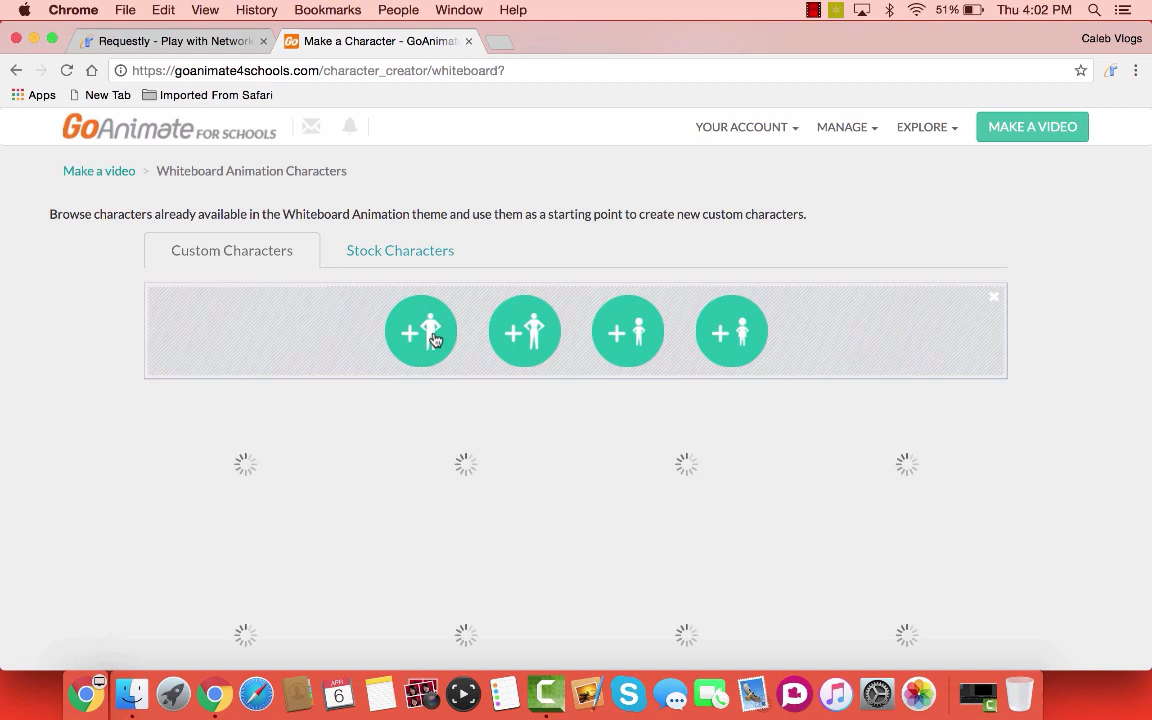 Chrome File Edit View History Bookmarks People Window Help 51% Thu 4:02 PM
Requestly - Play with Network × Go Make a Character - GoAnimat × Caleb Vlogs
https://goanimate4schools.com/character_creator/whiteboard?
Apps New Tab Imported From Safari
GoAnimate FOR SCHOOLS YOUR ACCOUNT MANAGE EXPLORE MAKE A VIDEO
Make a video > Whiteboard Animation Characters
Browse characters already available in the Whiteboard Animation theme and use them as a starting point to create new custom characters.
Custom Characters Stock Characters
APR
6